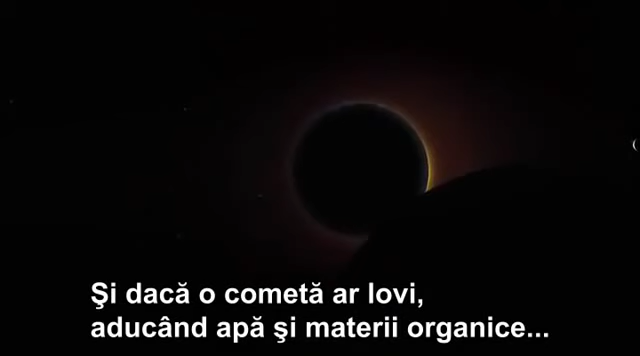 Şi dacă o cometă ar lovi,
aducând apă şi materii organice...